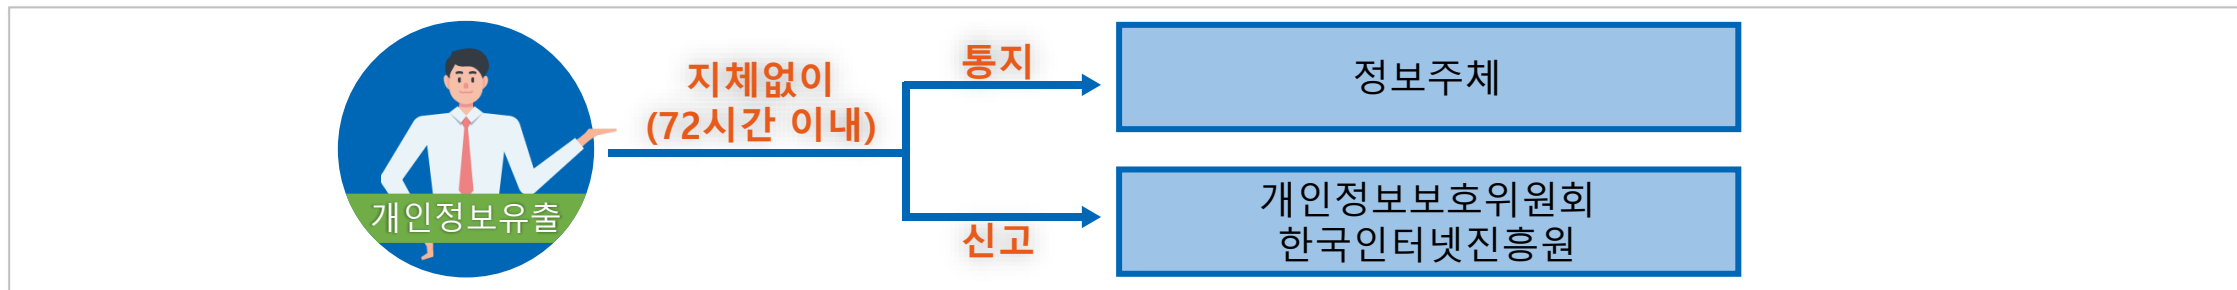 개인정보유출
지체없이
(72시간 이내)
통지
정보주체
신고
개인정보보호위원회
한국인터넷진흥원